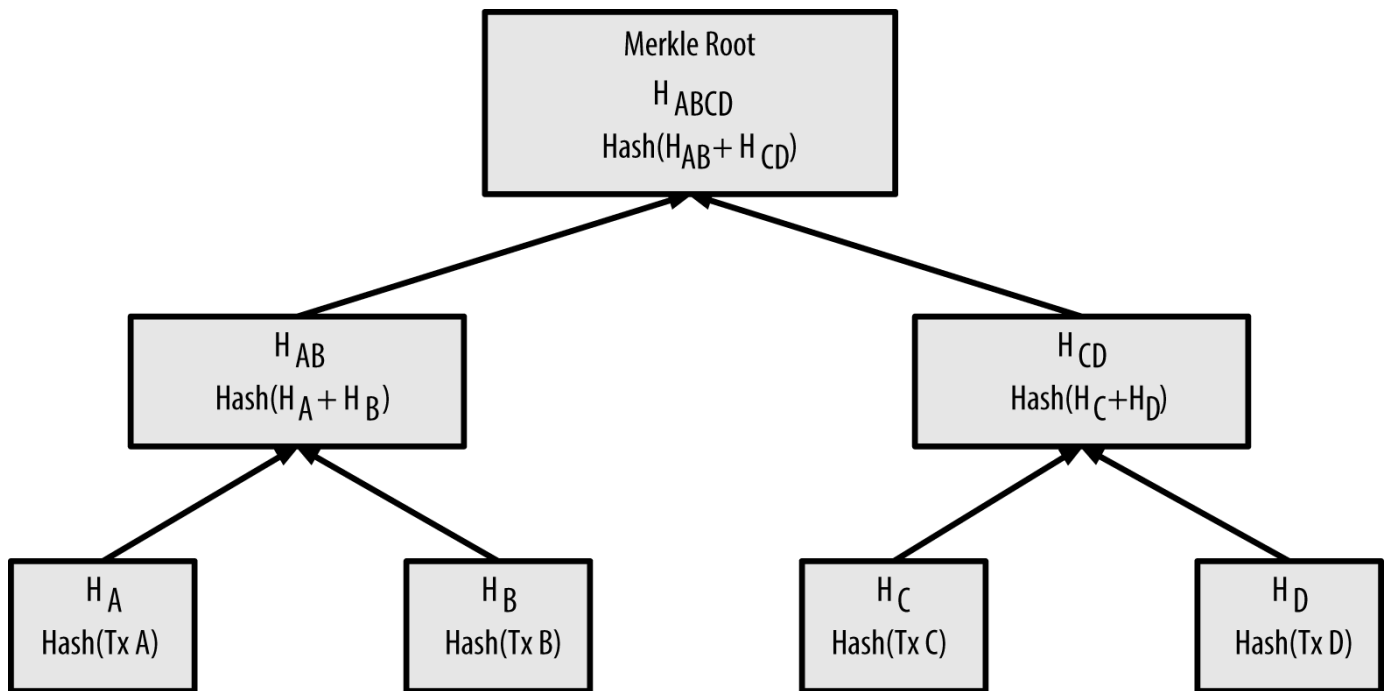 Merkle Root
H ABCD
Hash(H AB + H CD)
H AB
Hash(H A + H B)
H CD
Hash(H C+H D)
H A
Hash(Tx A)
H B
Hash(Tx B)
H C
Hash(Tx C)
H D
Hash(Tx D)